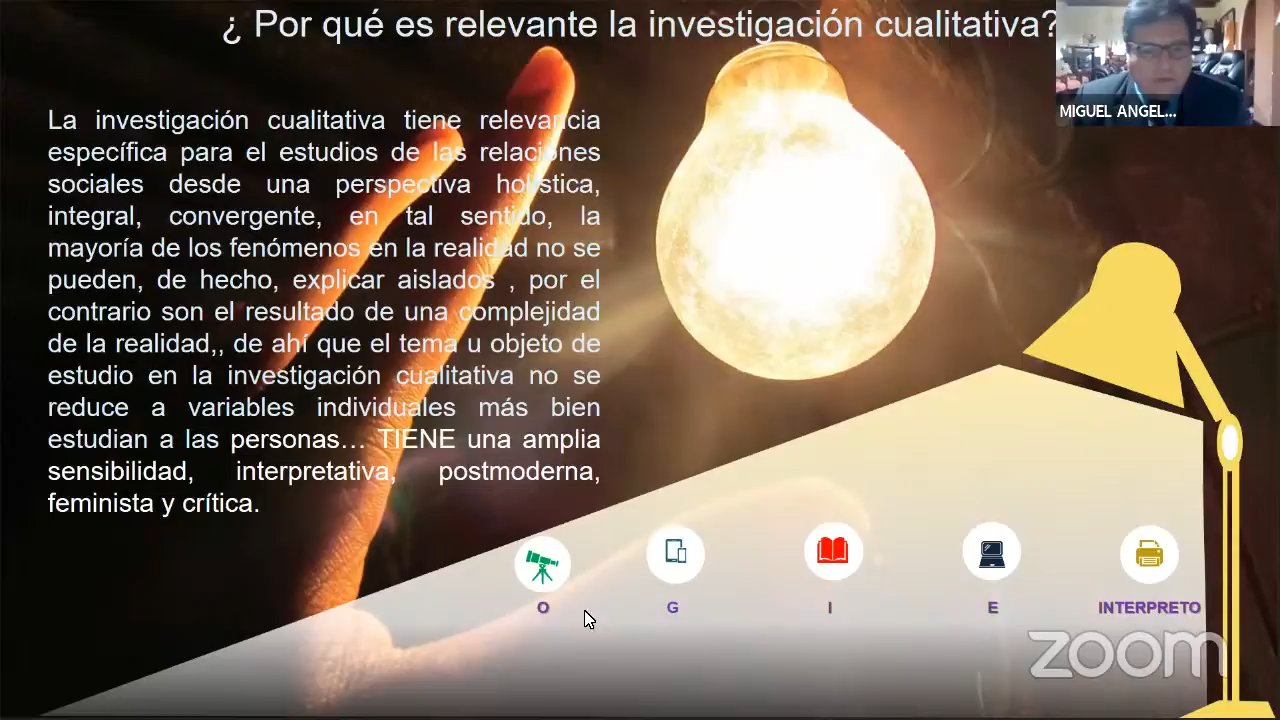 ¿ Por qué es relevante la investigación cualitativa?
MIGUEL ANGEL...
La investigación cualitativa tiene relevancia
específica para el estudios de las relaciones
sociales desde una perspectiva holística,
integral, convergente, en tal sentido, la
mayoría de los fenómenos en la realidad no se
pueden, de hecho, explicar aislados , por el
contrario son el resultado de una complejidad
de la realidad,, de ahí que el tema u objeto de
estudio en la investigación cualitativa no se
reduce a variables individuales más bien
estudian a las personas… TIENE una amplia
sensibilidad, interpretativa, postmoderna,
feminista y crítica.
O G I E INTERPRETO
zoom